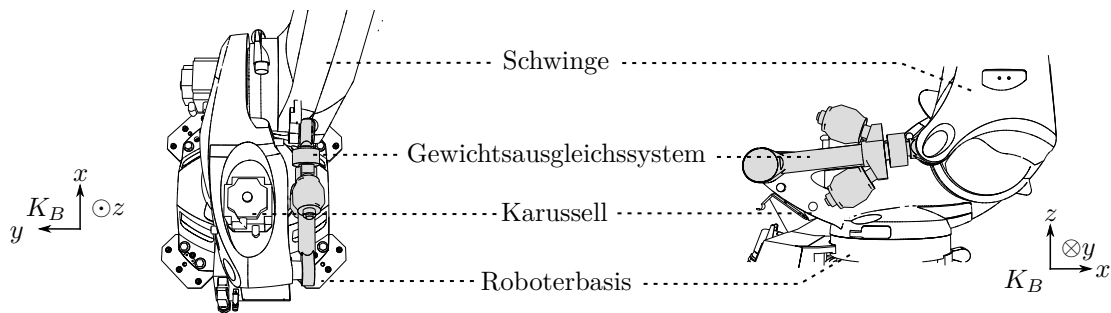 Schwinge
Gewichtsausgleichssystem
Karussell
Roboterbasis
x
K_B ⊙z
y
z
⊗y
K_B x